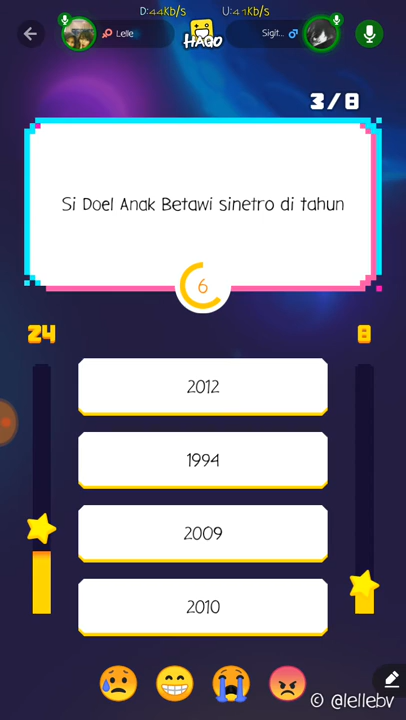 D:44Kb/s U:41Kb/s
Lelle
HAGO
Sigit...
3/8
Si Doel Anak Betawi sinetro di tahun
6
24
8
2012
1994
2009
2010
© @lellebv